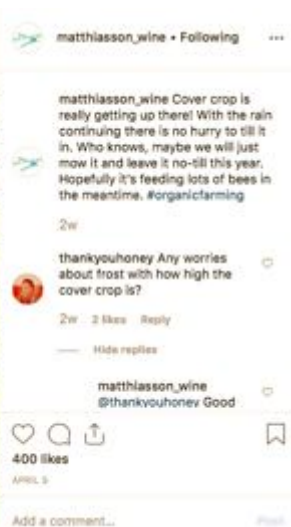 matthiasson_wine • Following •••
matthiasson_wine Cover crop is
really getting up there! With the rain
continuing there is no hurry to till it
in. Who knows, maybe we will just
mow it and leave it no-till this year.
Hopefully it's feeding lots of bees in
the meantime. #organicfarming
2w
thankyouhoney Any worries
about frost with how high the
cover crop is?
2w 2 likes Reply
Hide replies
matthiasson_wine
@thankyouhoney Good
400 likes
APRIL 5
Add a comment... Post